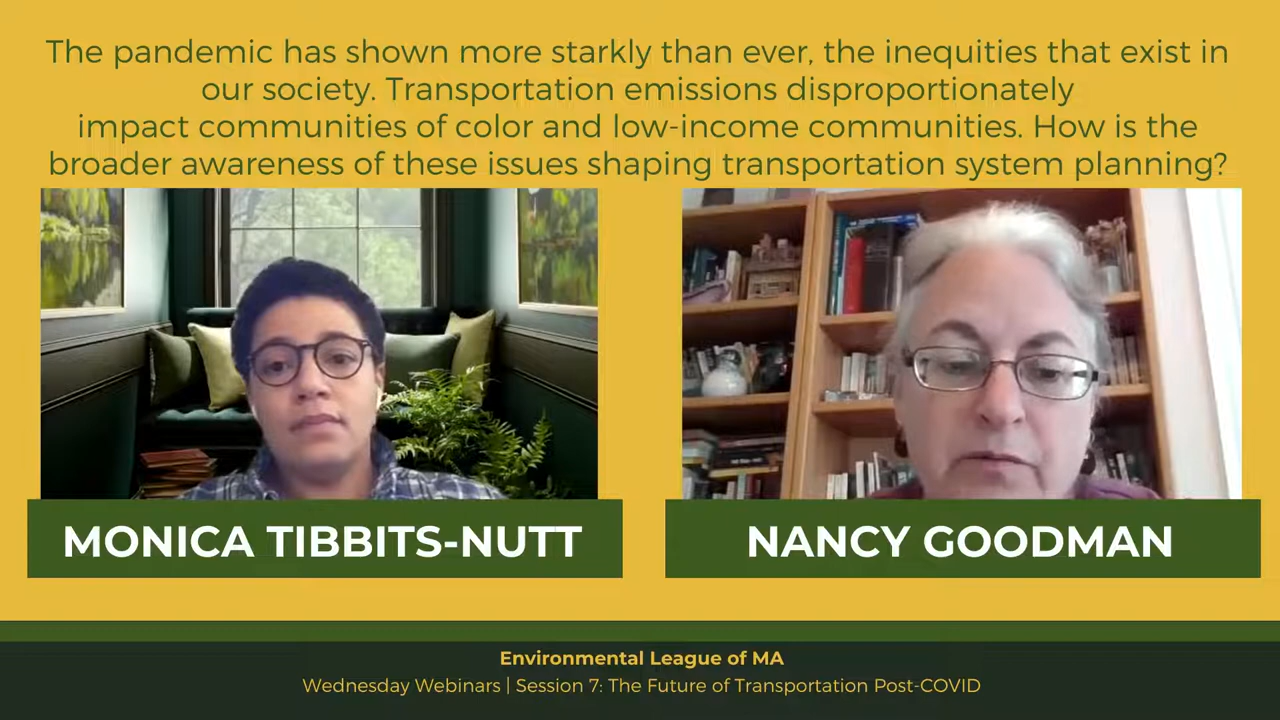 The pandemic has shown more starkly than ever, the inequities that exist in
our society. Transportation emissions disproportionately
impact communities of color and low-income communities. How is the
broader awareness of these issues shaping transportation system planning?
MONICA TIBBITS-NUTT
NANCY GOODMAN
Environmental League of MA
Wednesday Webinars | Session 7: The Future of Transportation Post-COVID